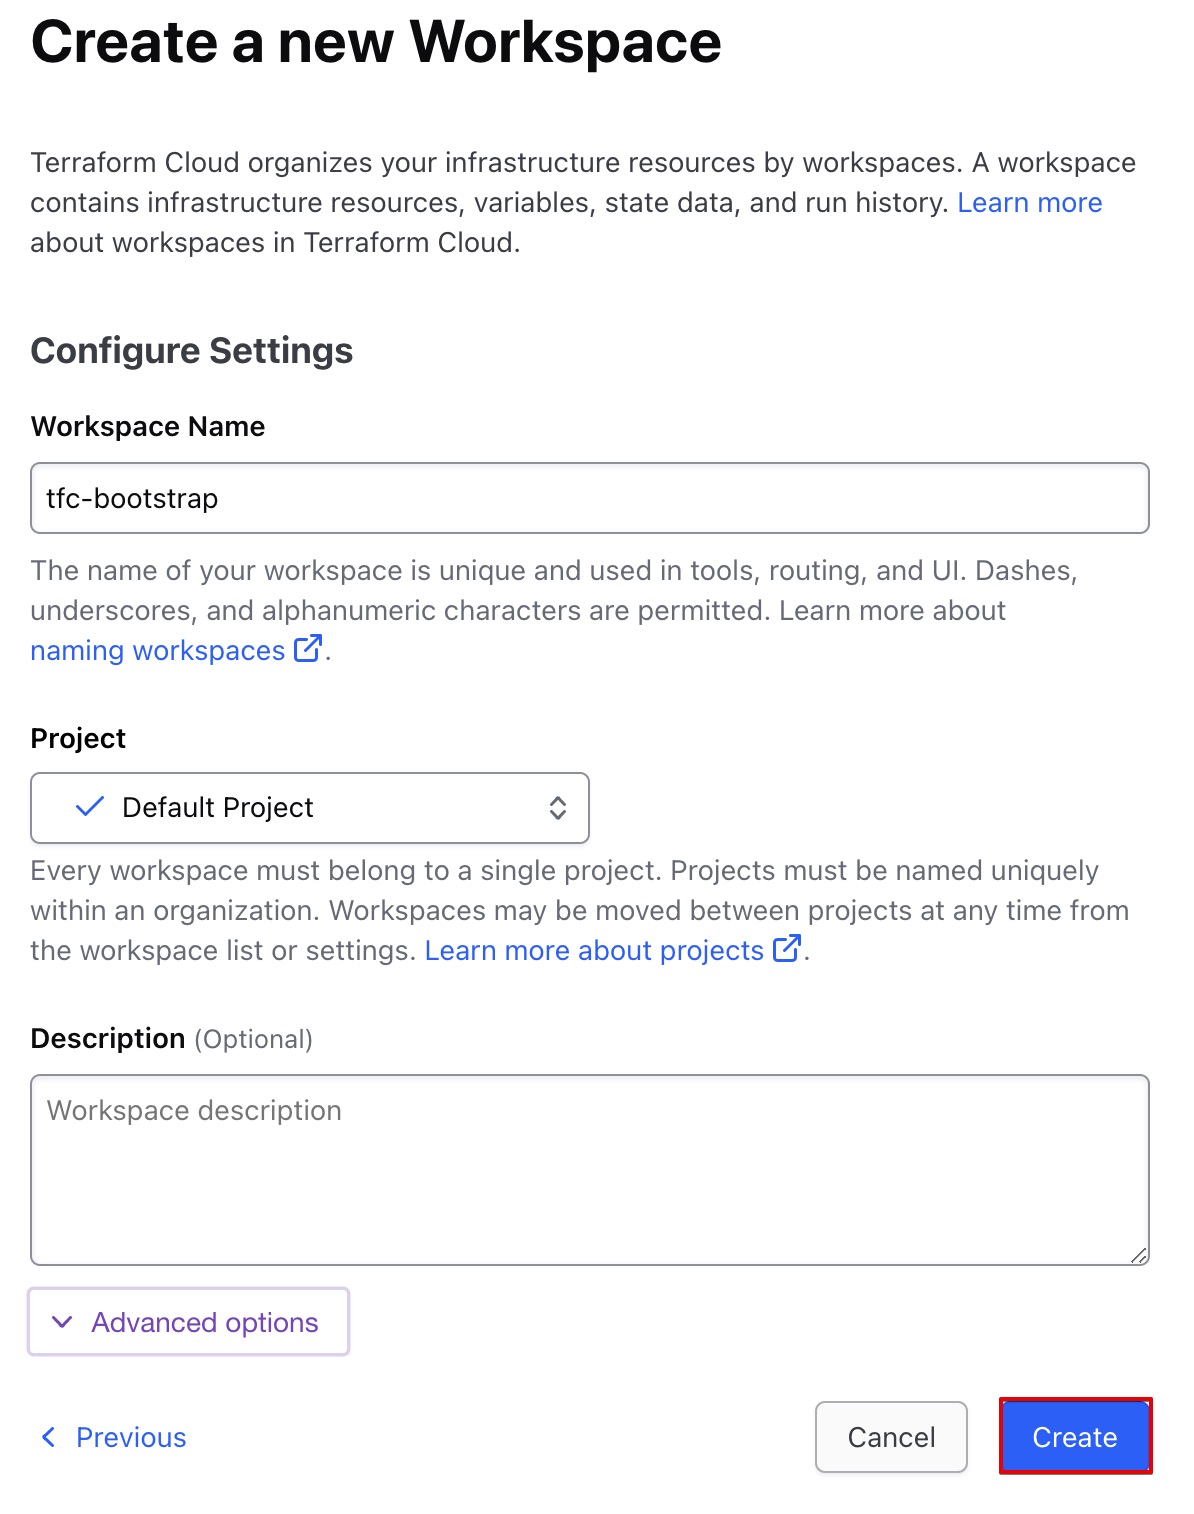 Create a new Workspace
Terraform Cloud organizes your infrastructure resources by workspaces. A workspace
contains infrastructure resources, variables, state data, and run history. Learn more
about workspaces in Terraform Cloud.
Configure Settings
Workspace Name
tfc-bootstrap
The name of your workspace is unique and used in tools, routing, and UI. Dashes,
underscores, and alphanumeric characters are permitted. Learn more about
naming workspaces.
Project
Default Project
Every workspace must belong to a single project. Projects must be named uniquely
within an organization. Workspaces may be moved between projects at any time from
the workspace list or settings. Learn more about projects.
Description (Optional)
Workspace description
Advanced options
Previous
Cancel
Create